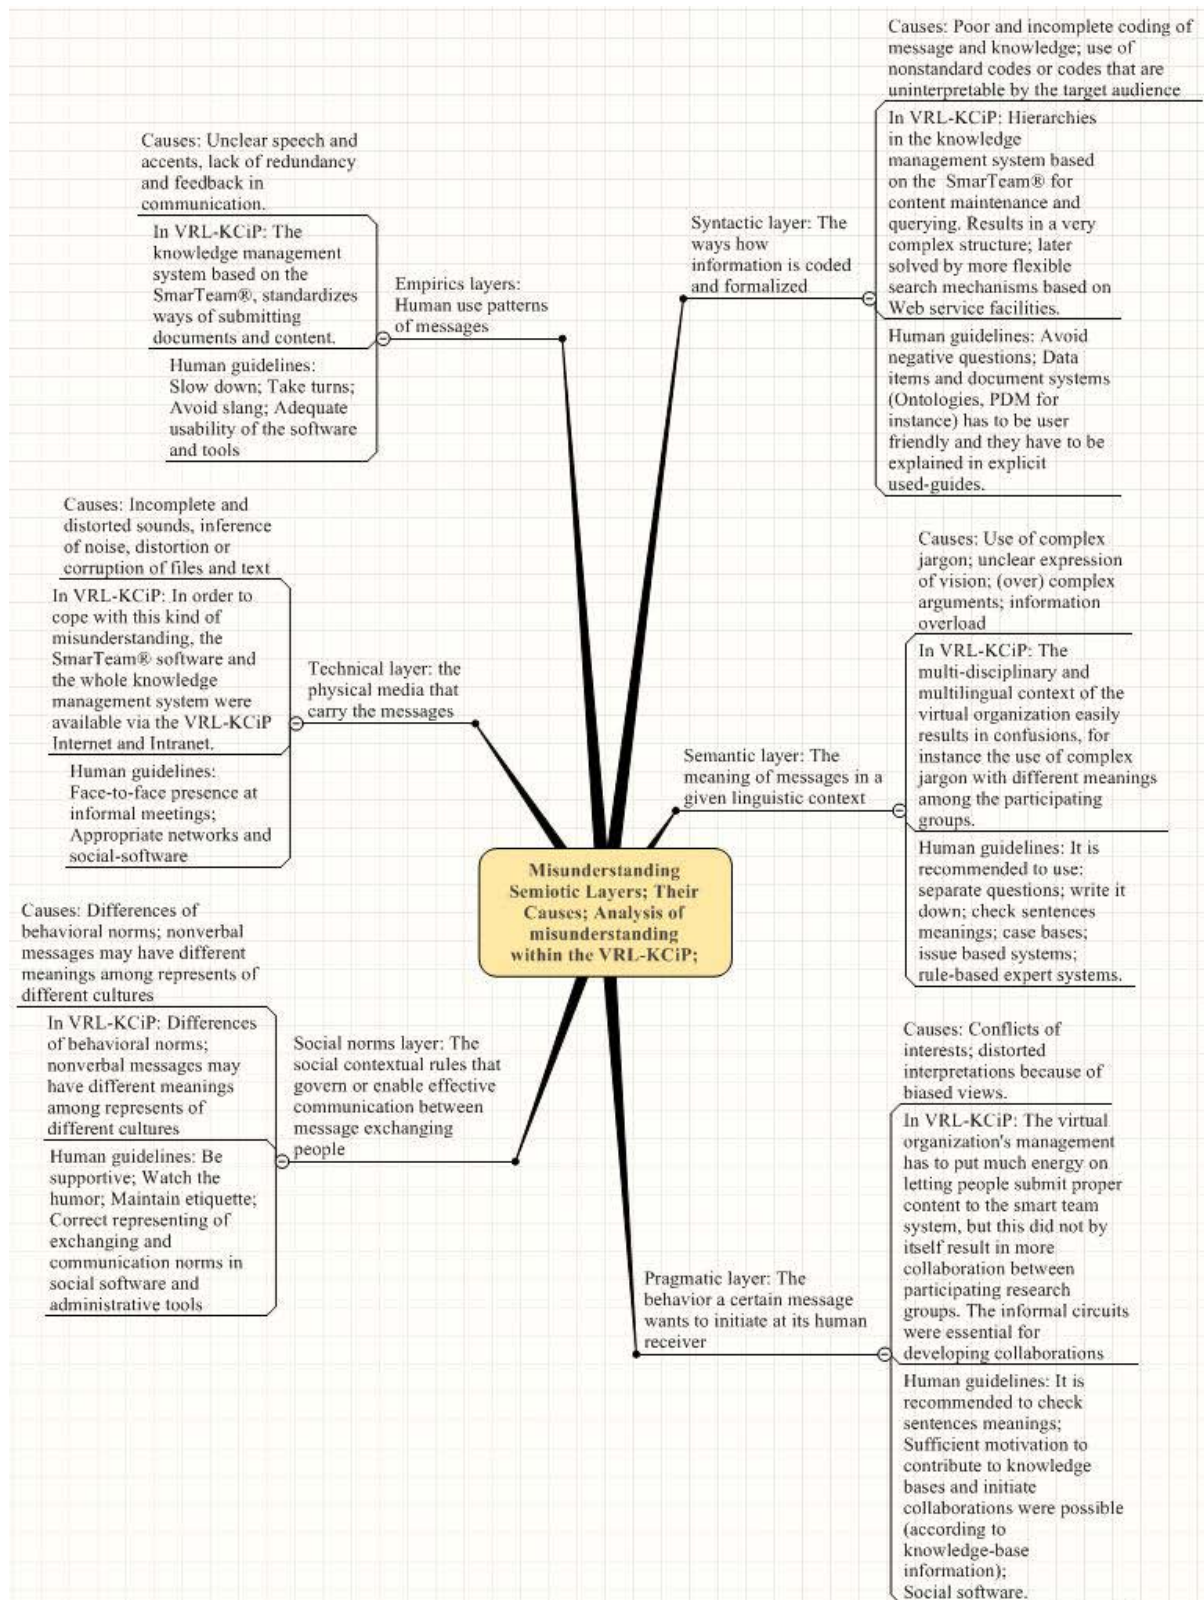 Causes: Poor and incomplete coding of
message and knowledge; use of
nonstandard codes or codes that are
uninterpretable by the target audience
In VRL-KCiP: Hierarchies
in the knowledge
management system based
on the SmarTeam® for
content maintenance and
querying. Results in a very
complex structure; later
solved by more flexible
search mechanisms based on
Web service facilities.
Human guidelines: Avoid
negative questions; Data
items and document systems
(Ontologies, PDM for
instance) has to be user
friendly and they have to be
explained in explicit
used-guides.
Syntactic layer: The
ways how
information is coded
and formalized
Causes: Unclear speech and
accents, lack of redundancy
and feedback in
communication.
In VRL-KCiP: The
knowledge management
system based on the
SmarTeam®, standardizes
ways of submitting
documents and content.
Human guidelines:
Slow down; Take turns;
Avoid slang; Adequate
usability of the software
and tools
Empirics layers:
Human use patterns
of messages
Causes: Incomplete and
distorted sounds, inference
of noise, distortion or
corruption of files and text
In VRL-KCiP: In order to
cope with this kind of
misunderstanding, the
SmarTeam® software and
the whole knowledge
management system were
available via the VRL-KCiP
Internet and Intranet.
Human guidelines:
Face-to-face presence at
informal meetings;
Appropriate networks and
social-software
Technical layer: the
physical media that
carry the messages
Causes: Use of complex
jargon; unclear expression
of vision; (over) complex
arguments; information
overload
In VRL-KCiP: The
multi-disciplinary and
multilingual context of the
virtual organization easily
results in confusions, for
instance the use of complex
jargon with different meanings
among the participating
groups.
Human guidelines: It is
recommended to use:
separate questions; write it
down; check sentences
meanings; case bases;
issue based systems;
rule-based expert systems.
Semantic layer: The
meaning of messages in a
given linguistic context
Misunderstanding
Semiotic Layers; Their
Causes; Analysis of
misunderstanding
within the VRL-KCiP;
Causes: Differences of
behavioral norms; nonverbal
messages may have different
meanings among represents of
different cultures
In VRL-KCiP: Differences
of behavioral norms;
nonverbal messages may
have different meanings
among represents of
different cultures
Human guidelines: Be
supportive; Watch the
humor; Maintain etiquette;
Correct representing of
exchanging and
communication norms in
social software and
administrative tools
Social norms layer: The
social contextual rules that
govern or enable effective
communication between
message exchanging
people
Causes: Conflicts of
interests; distorted
interpretations because of
biased views.
In VRL-KCiP: The virtual
organization's management
has to put much energy on
letting people submit proper
content to the smart team
system, but this did not by
itself result in more
collaboration between
participating research
groups. The informal circuits
were essential for
developing collaborations
Human guidelines: It is
recommended to check
sentences meanings;
Sufficient motivation to
contribute to knowledge
bases and initiate
collaborations were possible
(according to
knowledge-base
information);
Social software.
Pragmatic layer: The
behavior a certain message
wants to initiate at its human
receiver